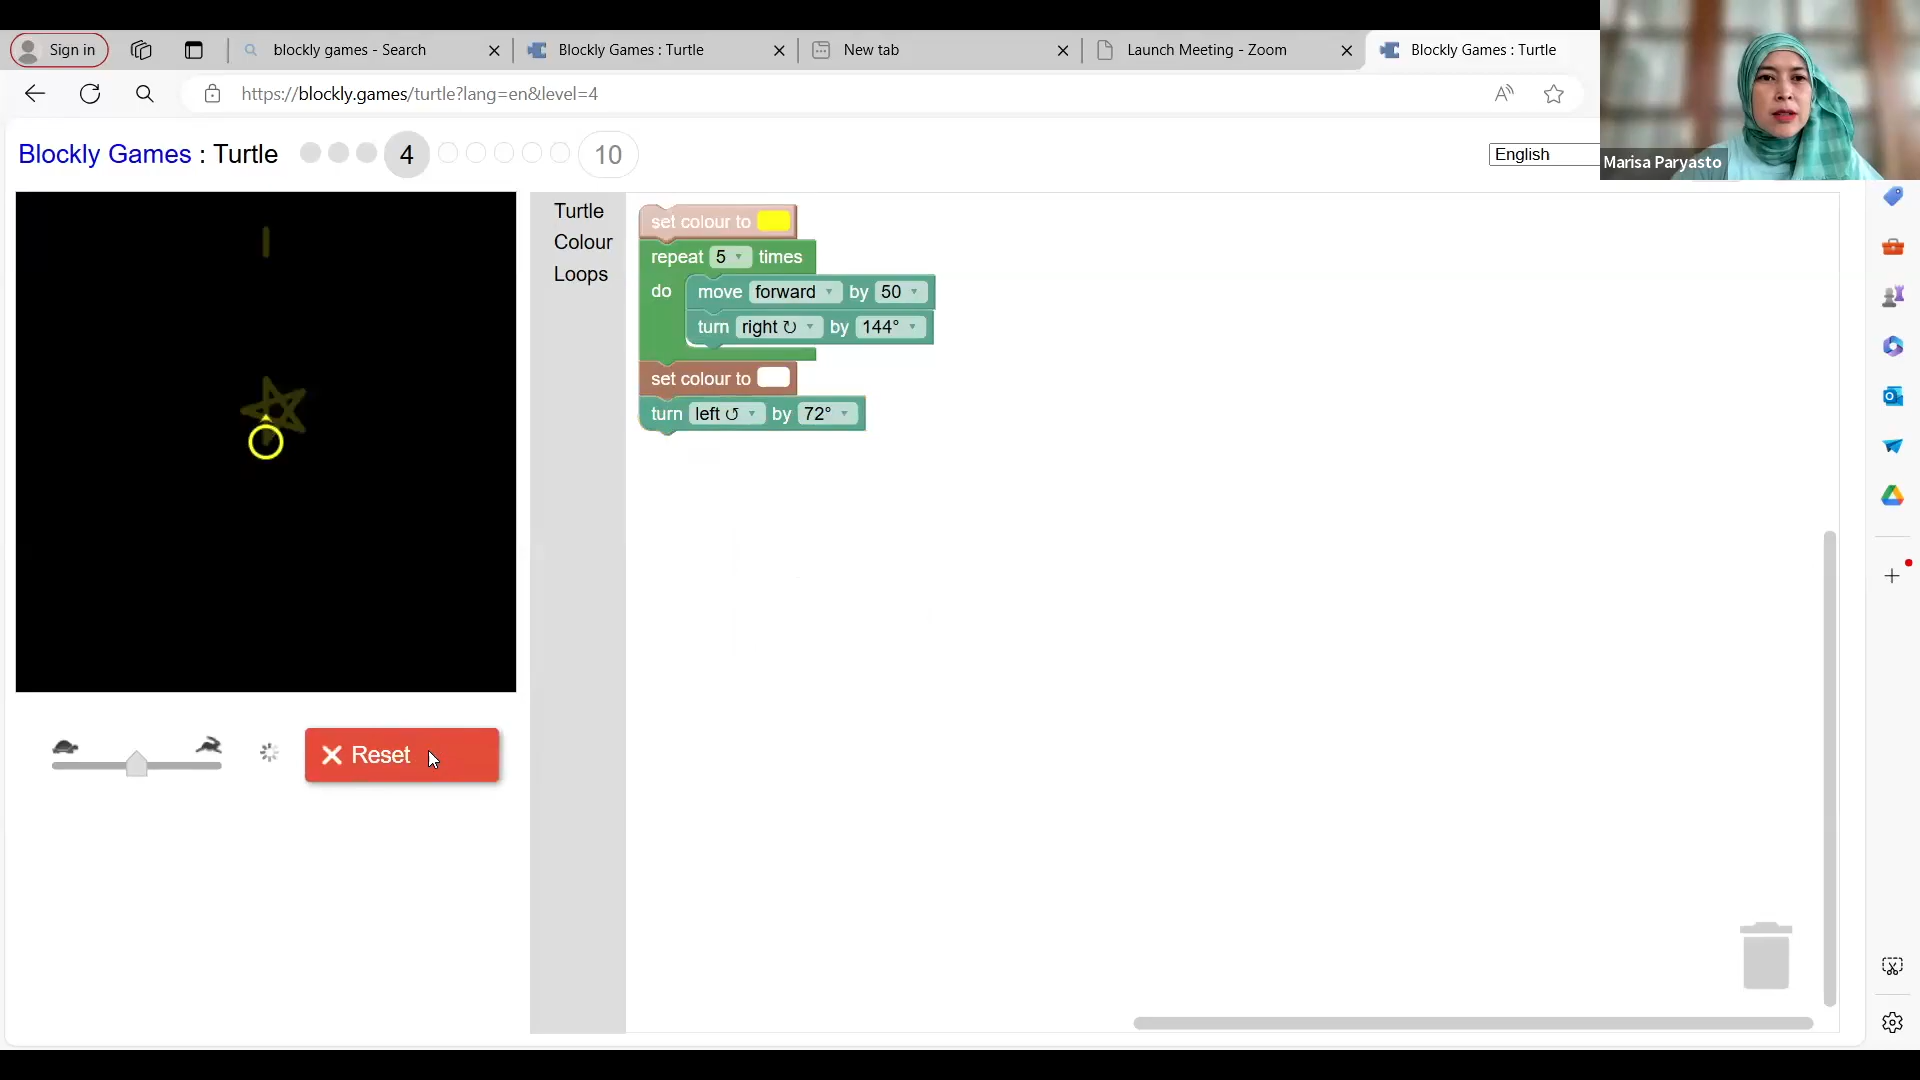 Sign in
blockly games - Search
Blockly Games : Turtle
New tab
Launch Meeting - Zoom
Blockly Games : Turtle
https://blockly.games/turtle?lang=en&level=4
Blockly Games : Turtle
4
10
English
Marisa Paryasto
Turtle
Colour
Loops
set colour to
repeat 5 times
do
move forward by 50
turn right ↻ by 144°
set colour to
turn left ↺ by 72°
Reset